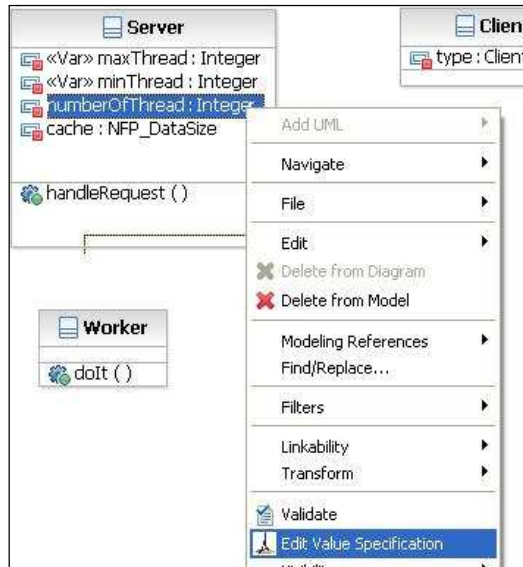 Server
«Var» maxThread : Integer
«Var» minThread : Integer
numberOfThread : Integer
cache : NFP_DataSize
handleRequest ( )
Clien
type : Client
Worker
doIt ( )
Add UML
Navigate
File
Edit
Delete from Diagram
Delete from Model
Modeling References
Find/Replace...
Filters
Linkability
Transform
Validate
Edit Value Specification